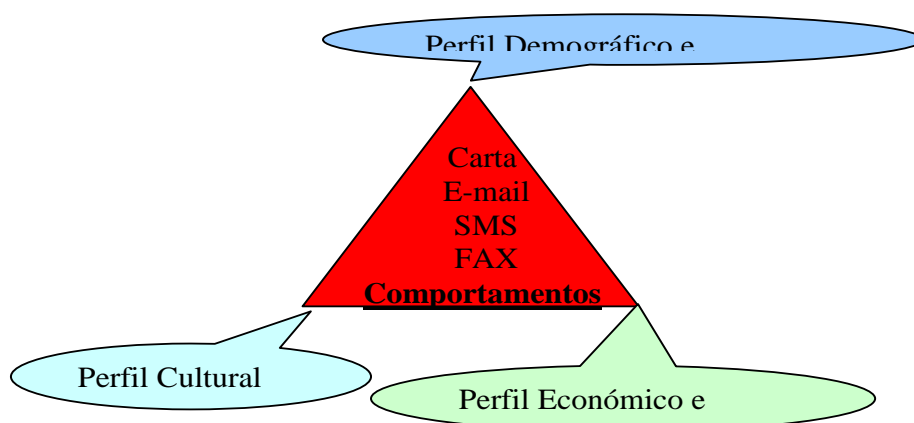 Perfil Demográfico e
Carta
E-mail
SMS
FAX
Comportamentos
Perfil Cultural
Perfil Económico e